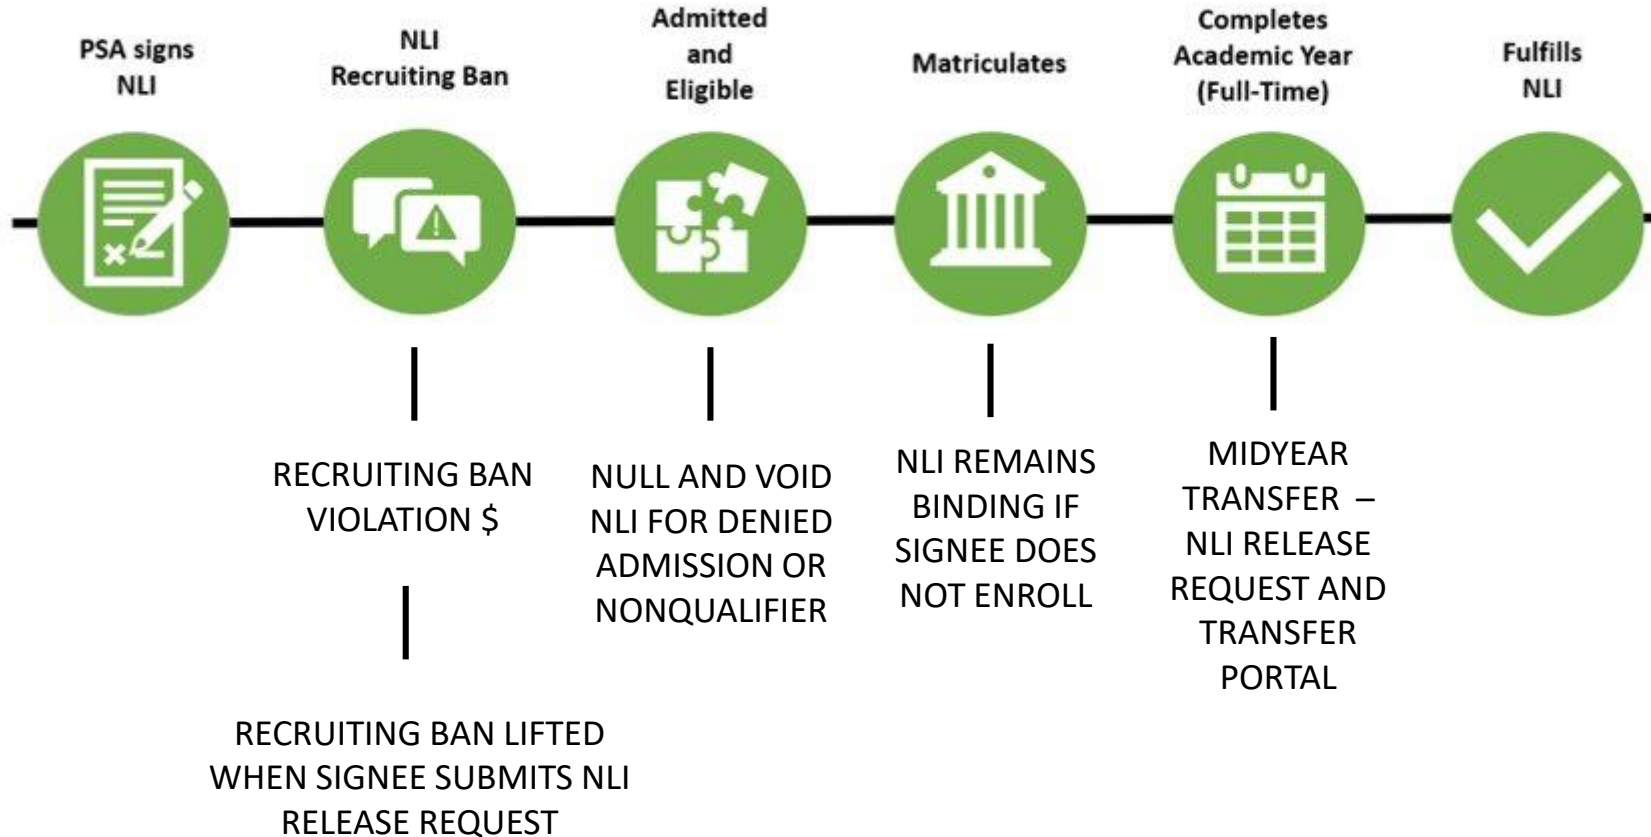 PSA signs
NLI
NLI
Recruiting Ban
Admitted
and
Eligible
Matriculates
Completes
Academic Year
(Full-Time)
Fulfills
NLI
RECRUITING BAN
VIOLATION $
RECRUITING BAN LIFTED
WHEN SIGNEE SUBMITS NLI
RELEASE REQUEST
NULL AND VOID
NLI FOR DENIED
ADMISSION OR
NONQUALIFIER
NLI REMAINS
BINDING IF
SIGNEE DOES
NOT ENROLL
MIDYEAR
TRANSFER –
NLI RELEASE
REQUEST AND
TRANSFER
PORTAL